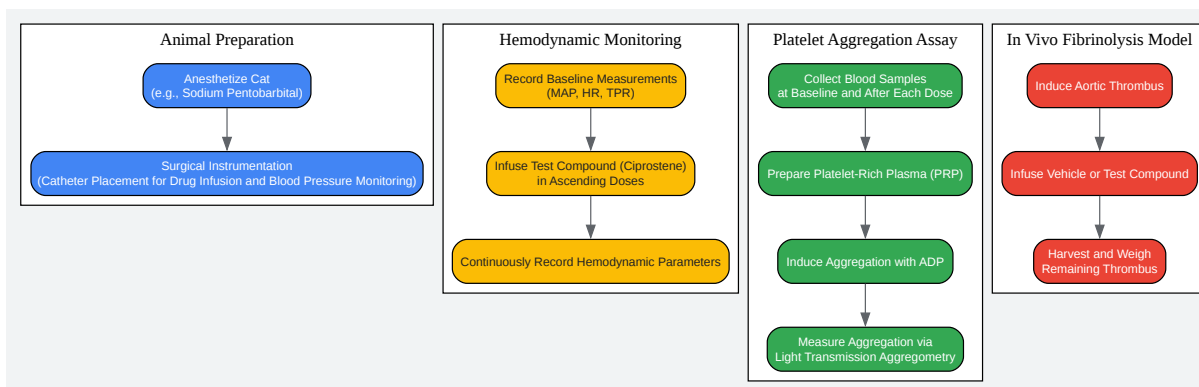 Animal Preparation
Anesthetize Cat
(e.g., Sodium Pentobarbital)
Surgical Instrumentation
(Catheter Placement for Drug Infusion and Blood Pressure Monitoring)
Hemodynamic Monitoring
Record Baseline Measurements
(MAP, HR, TPR)
Infuse Test Compound (Ciprostene)
in Ascending Doses
Continuously Record Hemodynamic Parameters
Platelet Aggregation Assay
Collect Blood Samples
at Baseline and After Each Dose
Prepare Platelet-Rich Plasma (PRP)
Induce Aggregation with ADP
Measure Aggregation via
Light Transmission Aggregometry
In Vivo Fibrinolysis Model
Induce Aortic Thrombus
Infuse Vehicle or Test Compound
Harvest and Weigh
Remaining Thrombus